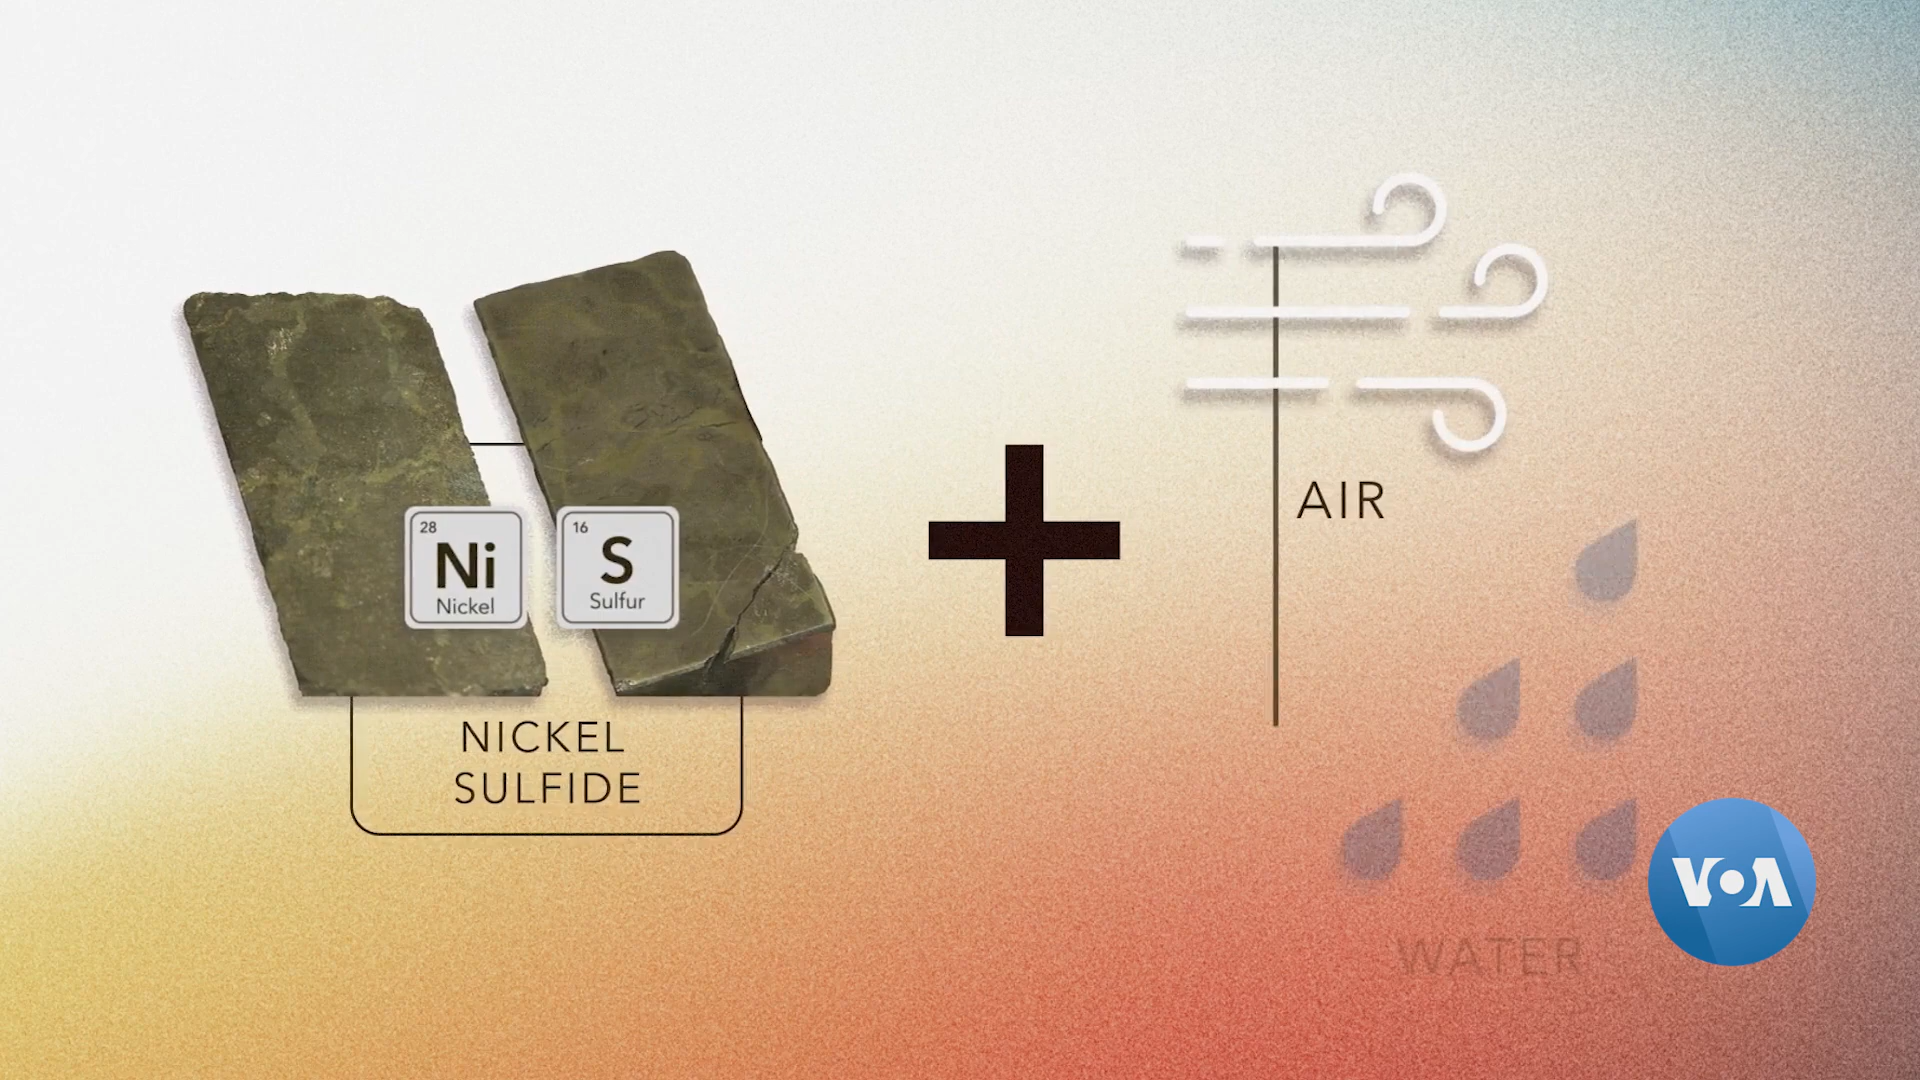 28
Ni
Nickel
16
S
Sulfur
NICKEL
SULFIDE
AIR
WATER
VOA